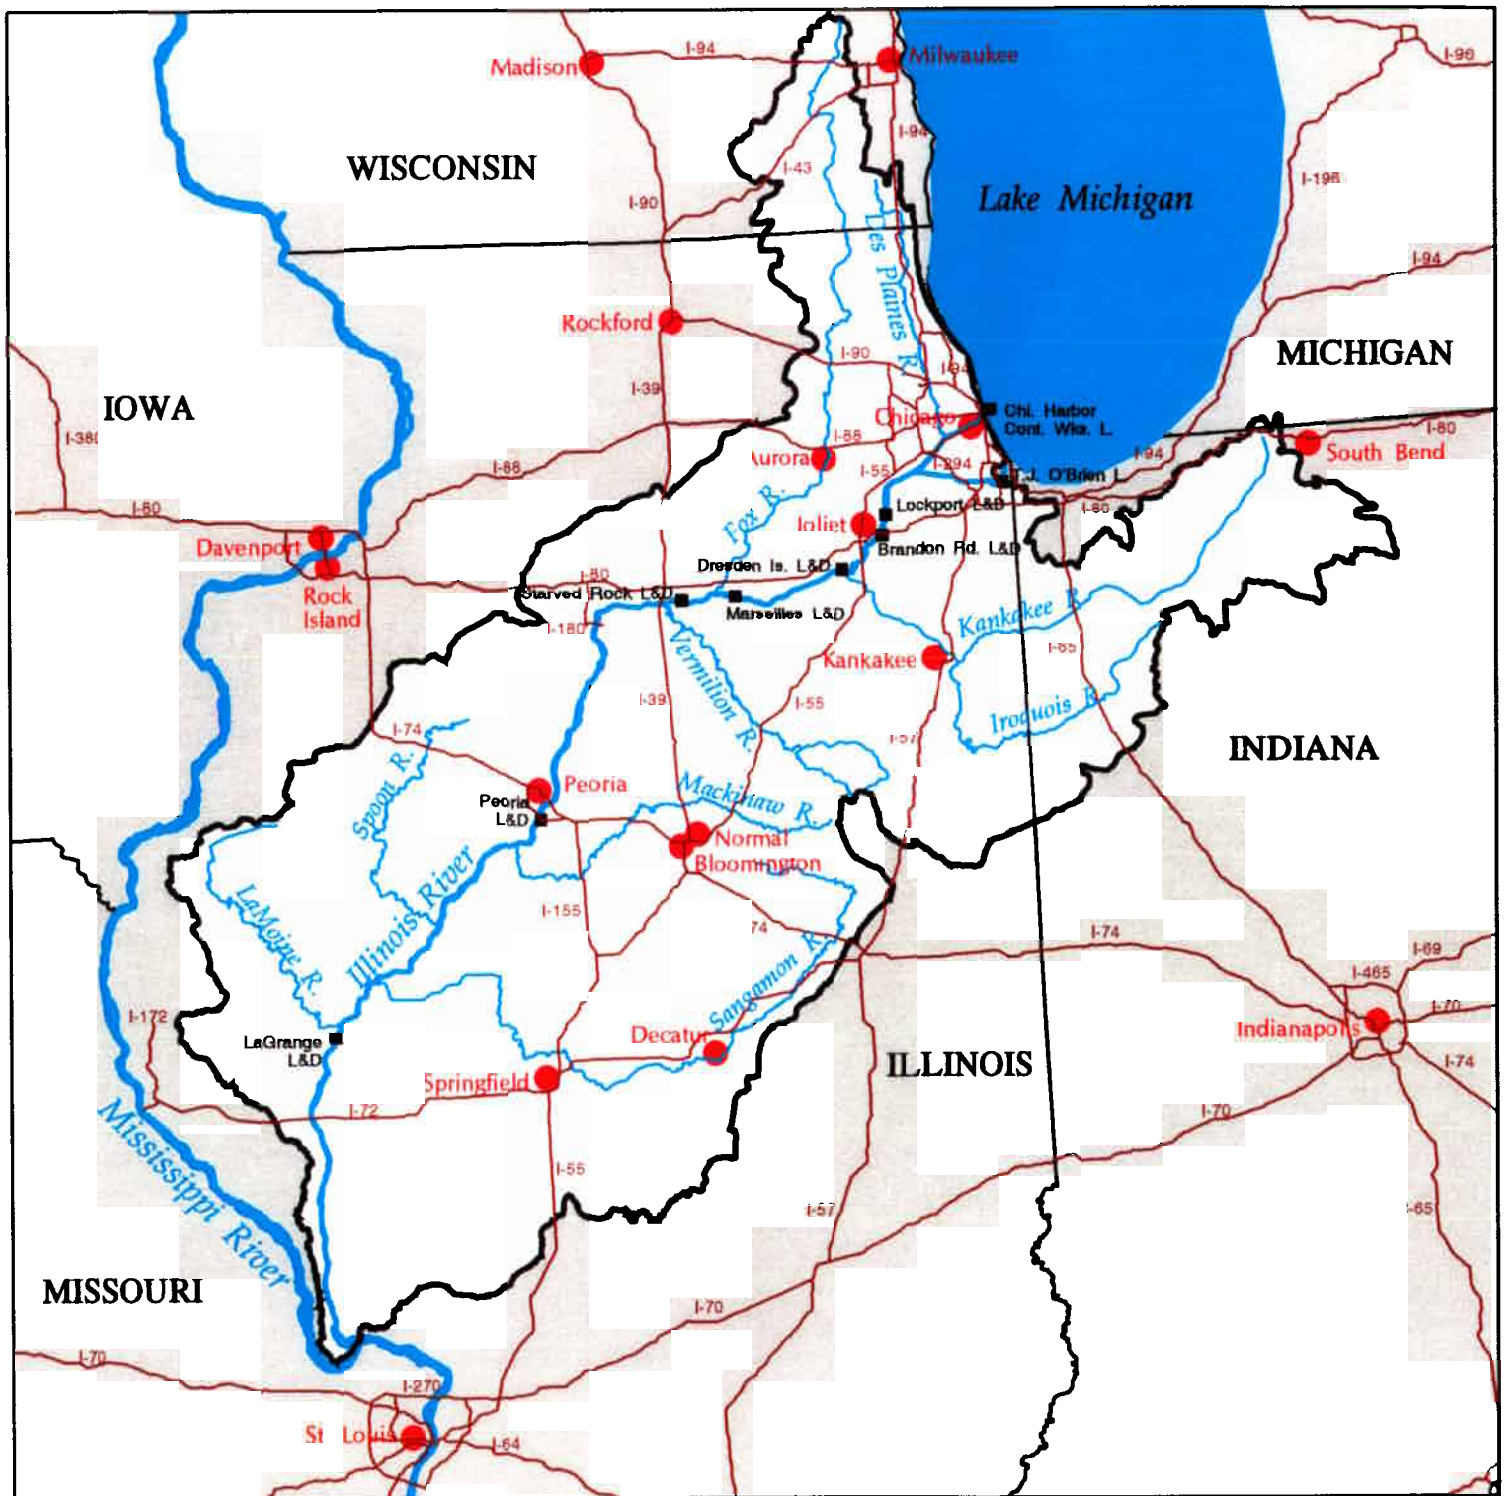 I-94
Madison
Milwaukee
I-96
I-94
WISCONSIN
I-43
I-196
I-90
Lake Michigan
Des Plaines R.
I-94
Rockford
I-90
MICHIGAN
I-94
I-39
IOWA
Chi. Harbor
Cont. Wks. L.
Chicago
I-380
I-88
I-80
South Bend
Aurora
I-94
I-88
I-55
I-294
T.J. O'Brien L.
Fox R.
Lockport L&D
I-80
I-80
Joliet
Davenport
Brandon Rd. L&D
Dresden Is. L&D
I-80
Rock
Island
Starved Rock L&D
Marseilles L&D
Kankakee R.
I-180
Vermilion R.
Kankakee
I-65
I-39
I-55
Iroquois R.
I-74
I-57
INDIANA
Spoon R.
Peoria
Mackinaw R.
Peoria
L&D
Normal
Bloomington
Illinois River
LaMoine R.
I-155
74
I-74
Sangamon R.
I-69
I-465
I-70
I-172
Decatur
Indianapolis
LaGrange
L&D
ILLINOIS
I-74
Springfield
I-72
I-70
Mississippi River
I-55
I-57
-65
MISSOURI
I-70
I-70
I-270
St Louis
I-64